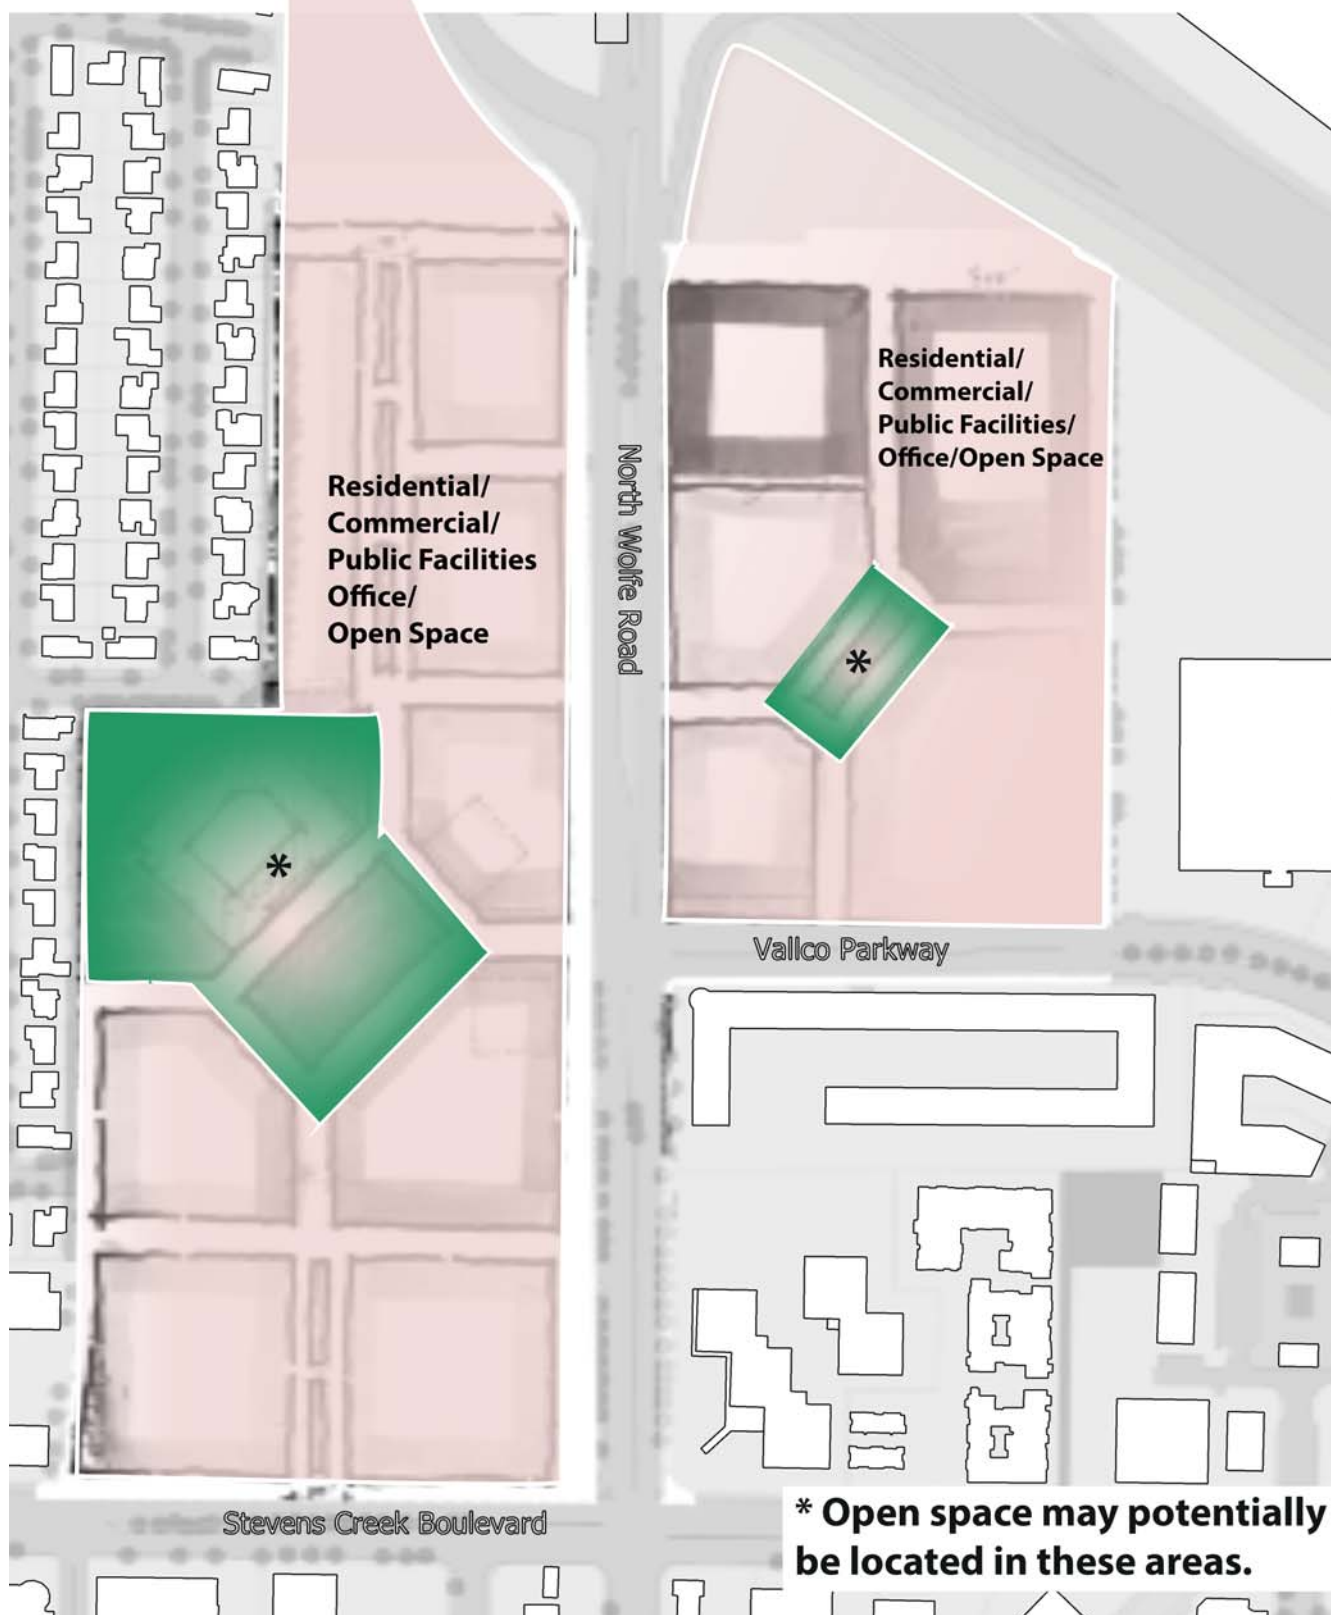 Residential/
Commercial/
Public Facilities/
Office/Open Space
Residential/
Commercial/
Public Facilities
Office/
Open Space
North Wolfe Road
*
*
Vallco Parkway
Stevens Creek Boulevard
* Open space may potentially
be located in these areas.